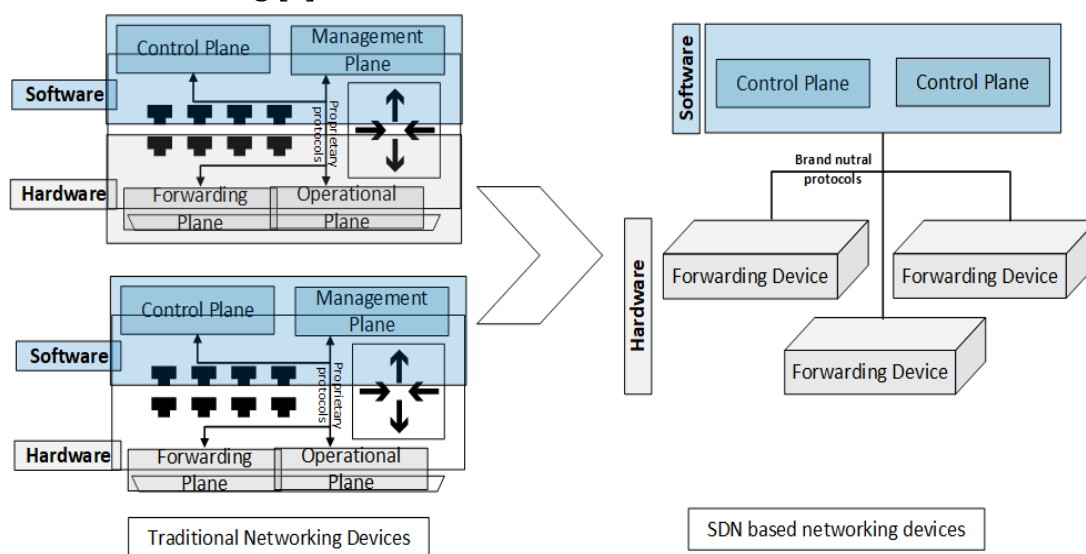 Control Plane
Management
Plane
Software
Proprietary
protocols
Hardware
Forwarding
Plane
Operational
Plane
Control Plane
Management
Plane
Software
Proprietary
protocols
Hardware
Forwarding
Plane
Operational
Plane
Traditional Networking Devices
Software
Control Plane
Control Plane
Brand nutral
protocols
Hardware
Forwarding Device
Forwarding Device
Forwarding Device
SDN based networking devices